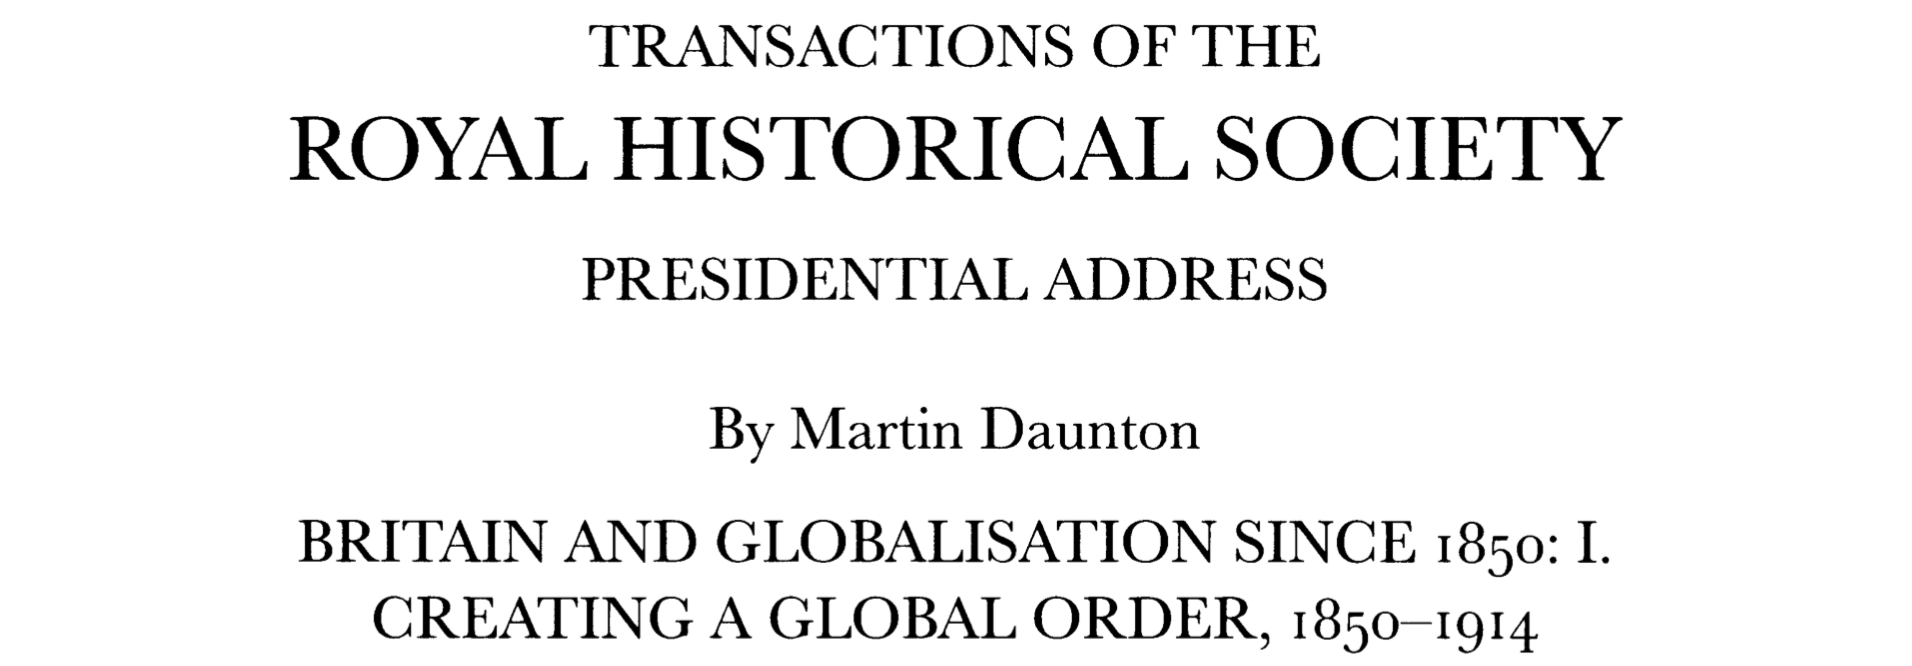 TRANSACTIONS OF THE
ROYAL HISTORICAL SOCIETY
PRESIDENTIAL ADDRESS
By Martin Daunton
BRITAIN AND GLOBALISATION SINCE 1850: I.
CREATING A GLOBAL ORDER, 1850–1914